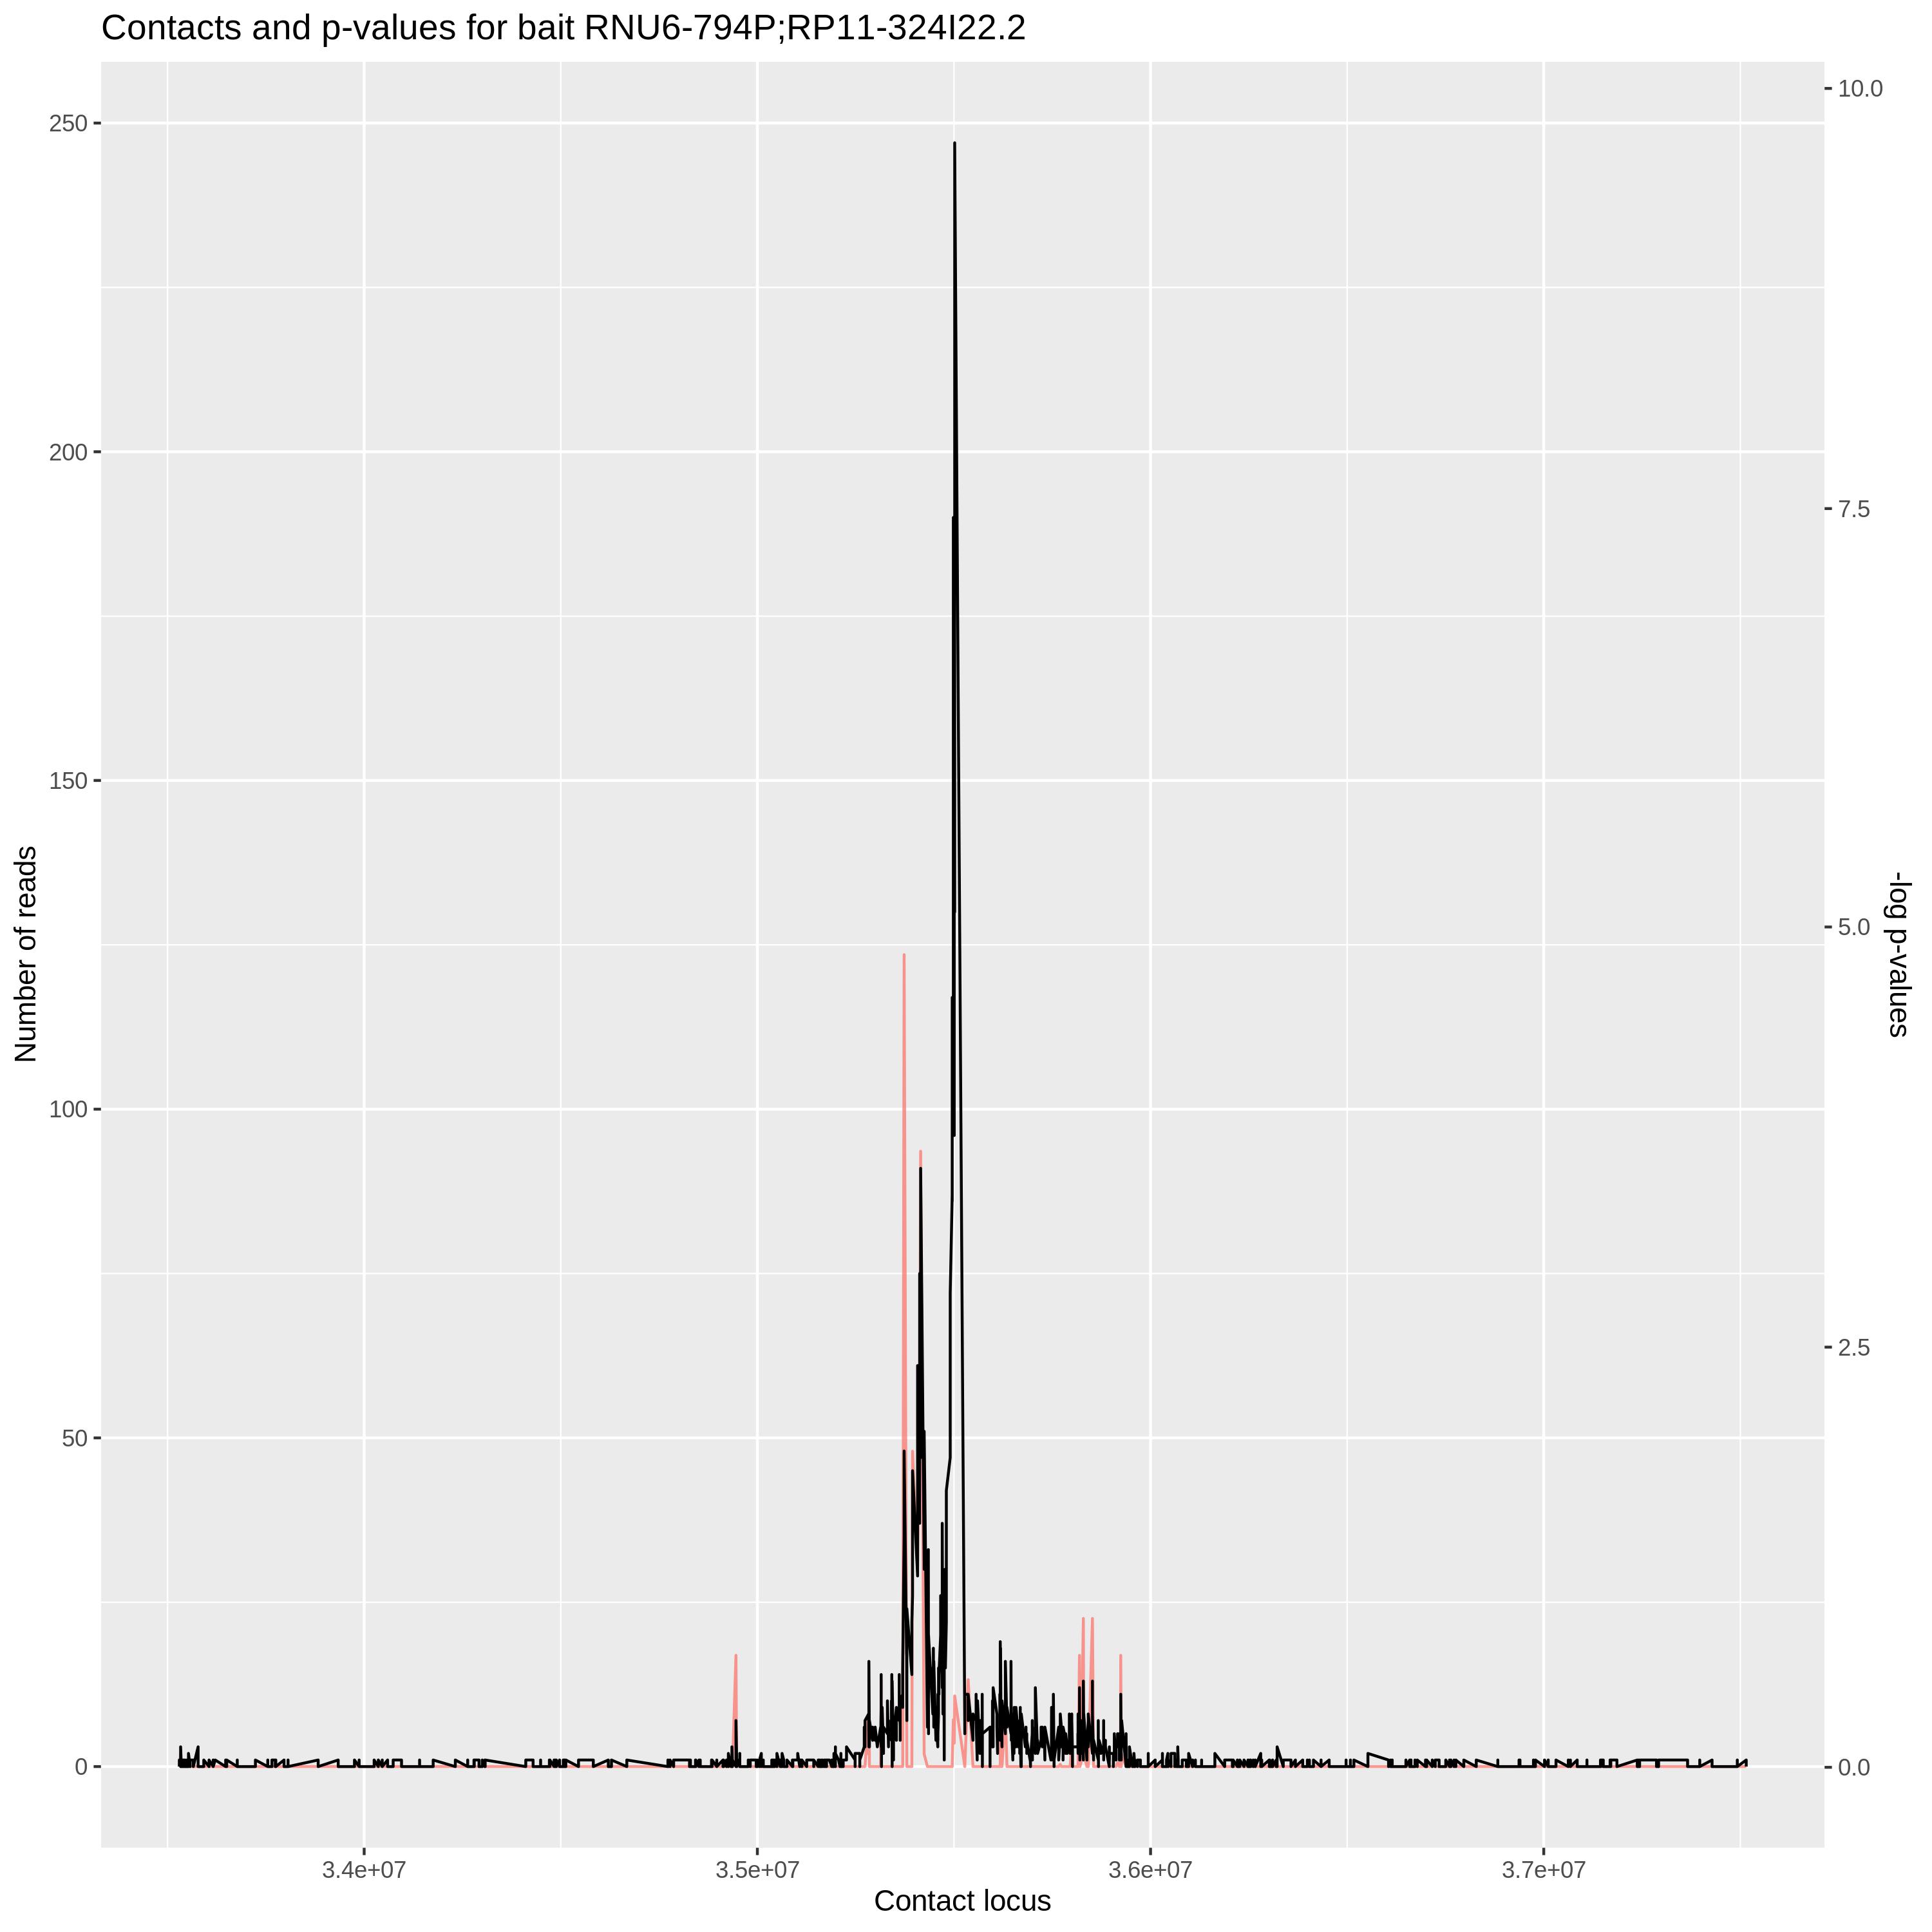 Contacts and p-values for bait RNU6-794P;RP11-324I22.2
250
200
150
100
50
0
Number of reads
10.0
7.5
5.0
2.5
0.0
-log p-values
3.4e+07
3.5e+07
3.6e+07
3.7e+07
Contact locus